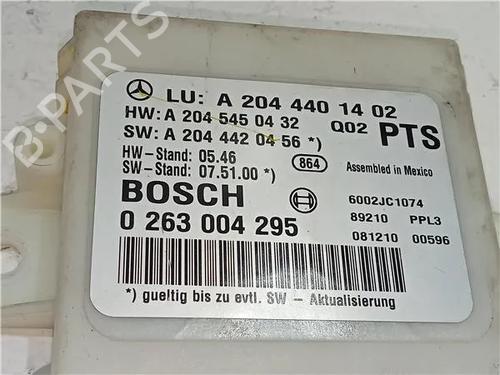 B-PARTS
LU: A 204 440 14 02
HW: A 204 545 04 32 Q02 PTS
SW: A 204 442 04 56 *)
HW-Stand: 05.46 864 Assembled in Mexico
SW-Stand: 07.51.00 *)
BOSCH 6002JC1074
0 263 004 295 89210 PPL3
081210 00596
*) gueltig bis zu evtl. SW - Aktualisierung